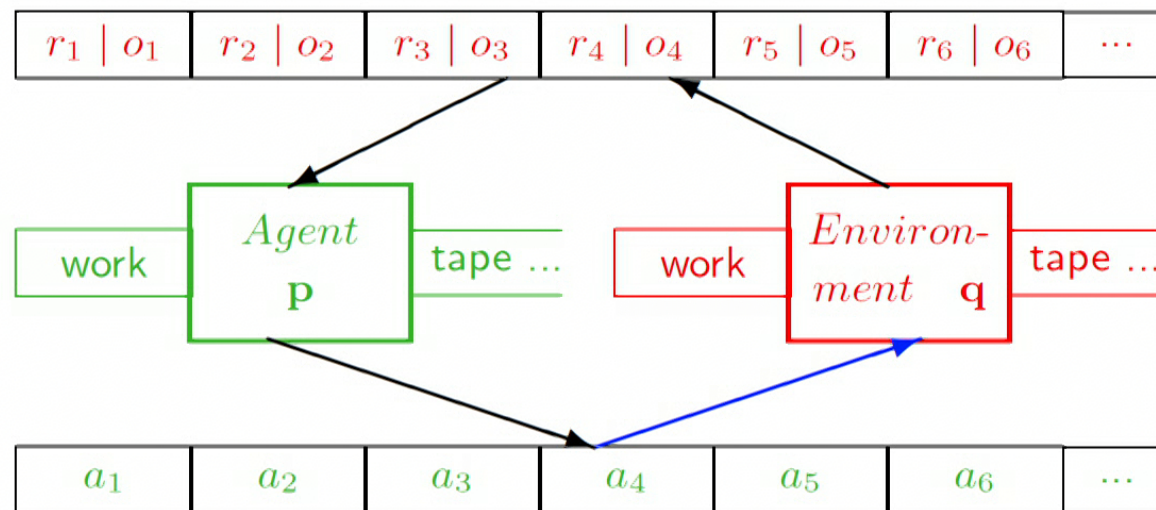 r₁ | o₁ r₂ | o₂ r₃ | o₃ r₄ | o₄ r₅ | o₅ r₆ | o₆ ...
work Agent p tape ...
work Environ-
ment q tape ...
a₁ a₂ a₃ a₄ a₅ a₆ ...